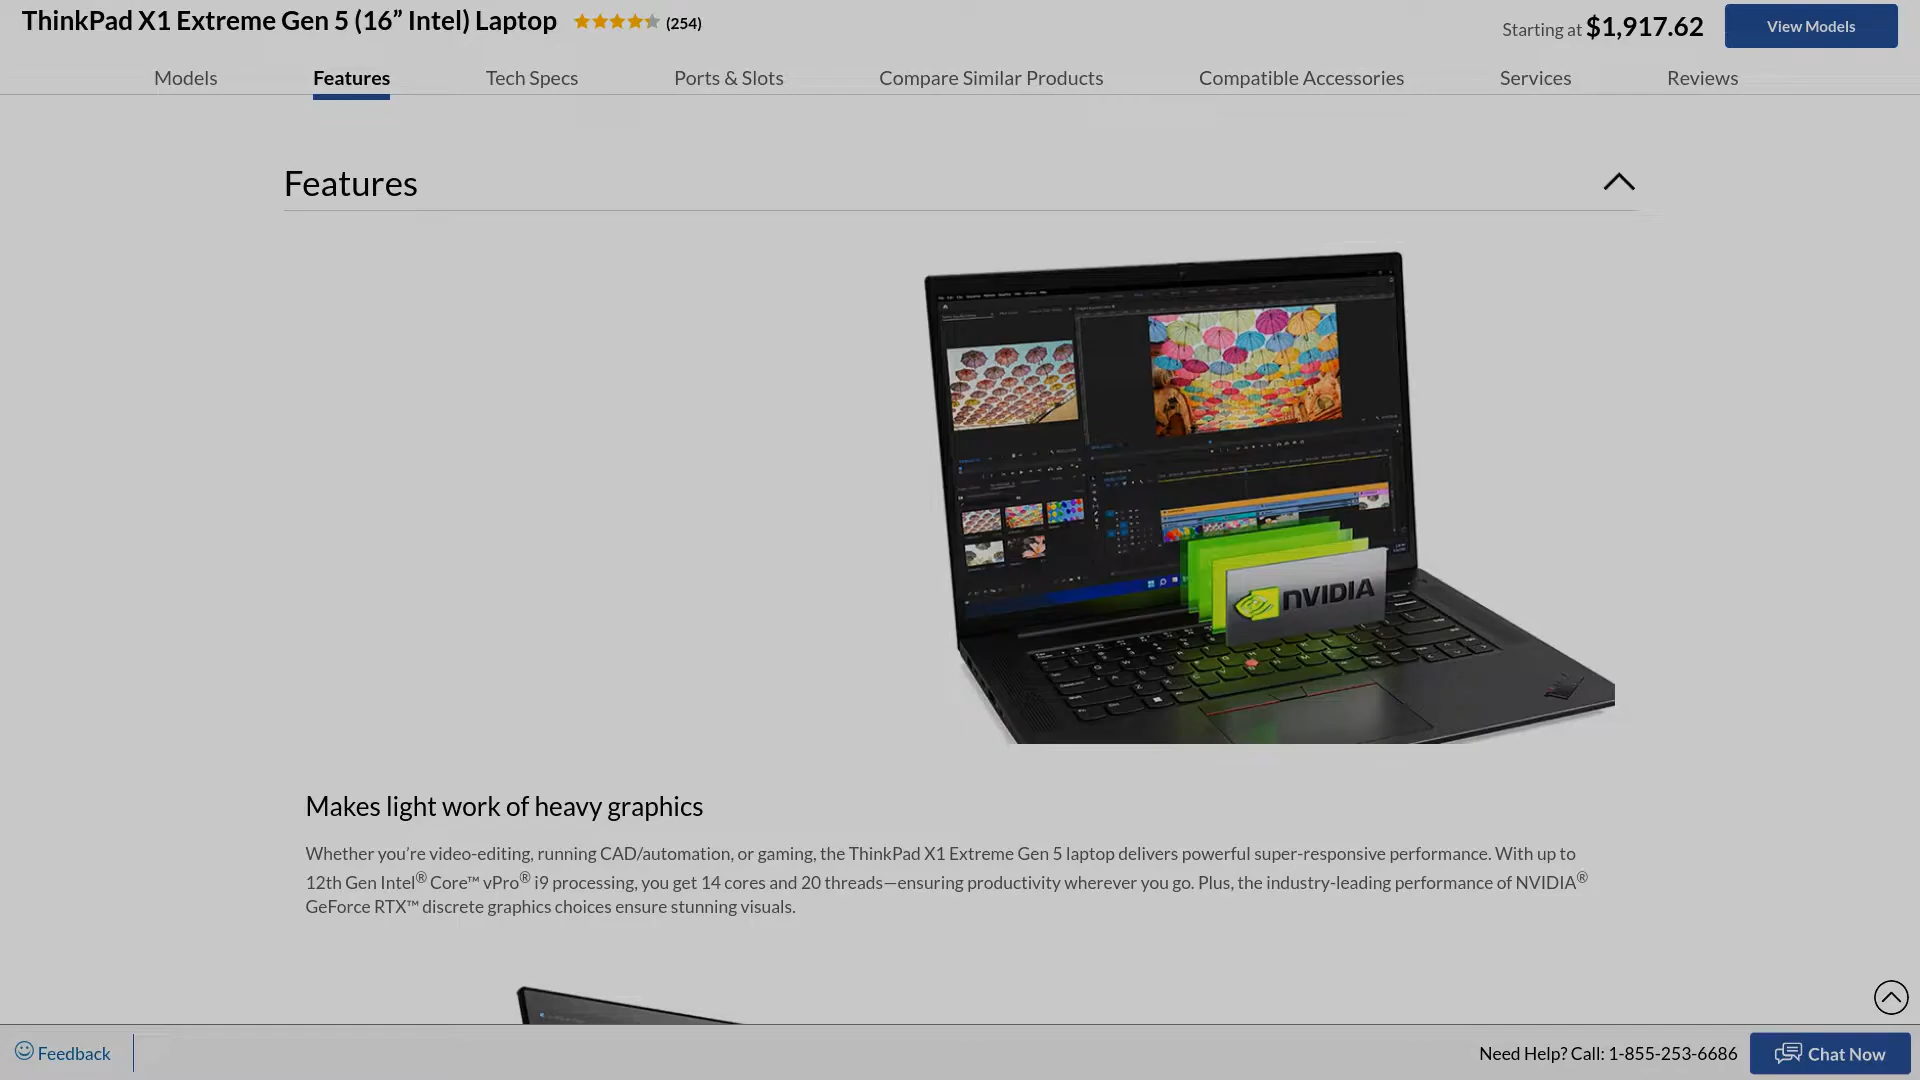 ThinkPad X1 Extreme Gen 5 (16” Intel) Laptop (254)
Starting at $1,917.62 View Models
Models Features Tech Specs Ports & Slots Compare Similar Products Compatible Accessories Services Reviews
Features
NVIDIA
Makes light work of heavy graphics
Whether you’re video-editing, running CAD/automation, or gaming, the ThinkPad X1 Extreme Gen 5 laptop delivers powerful super-responsive performance. With up to
12th Gen Intel® Core™ vPro® i9 processing, you get 14 cores and 20 threads—ensuring productivity wherever you go. Plus, the industry-leading performance of NVIDIA®
GeForce RTX™ discrete graphics choices ensure stunning visuals.
Feedback Need Help? Call: 1-855-253-6686 Chat Now